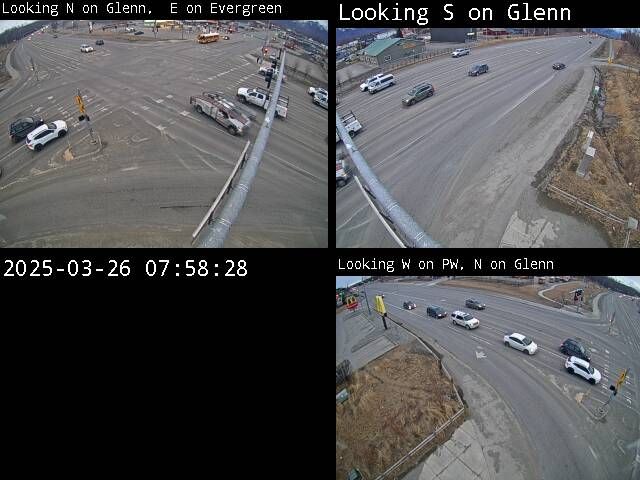 Looking N on Glenn, E on Evergreen
Looking S on Glenn
2025-03-26 07:58:28
Looking W on PW, N on Glenn